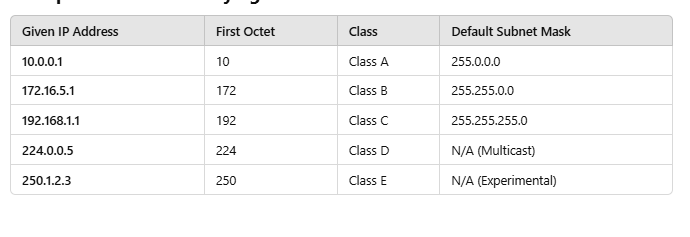 Given IP Address First Octet Class Default Subnet Mask
10.0.0.1 10 Class A 255.0.0.0
172.16.5.1 172 Class B 255.255.0.0
192.168.1.1 192 Class C 255.255.255.0
224.0.0.5 224 Class D N/A (Multicast)
250.1.2.3 250 Class E N/A (Experimental)